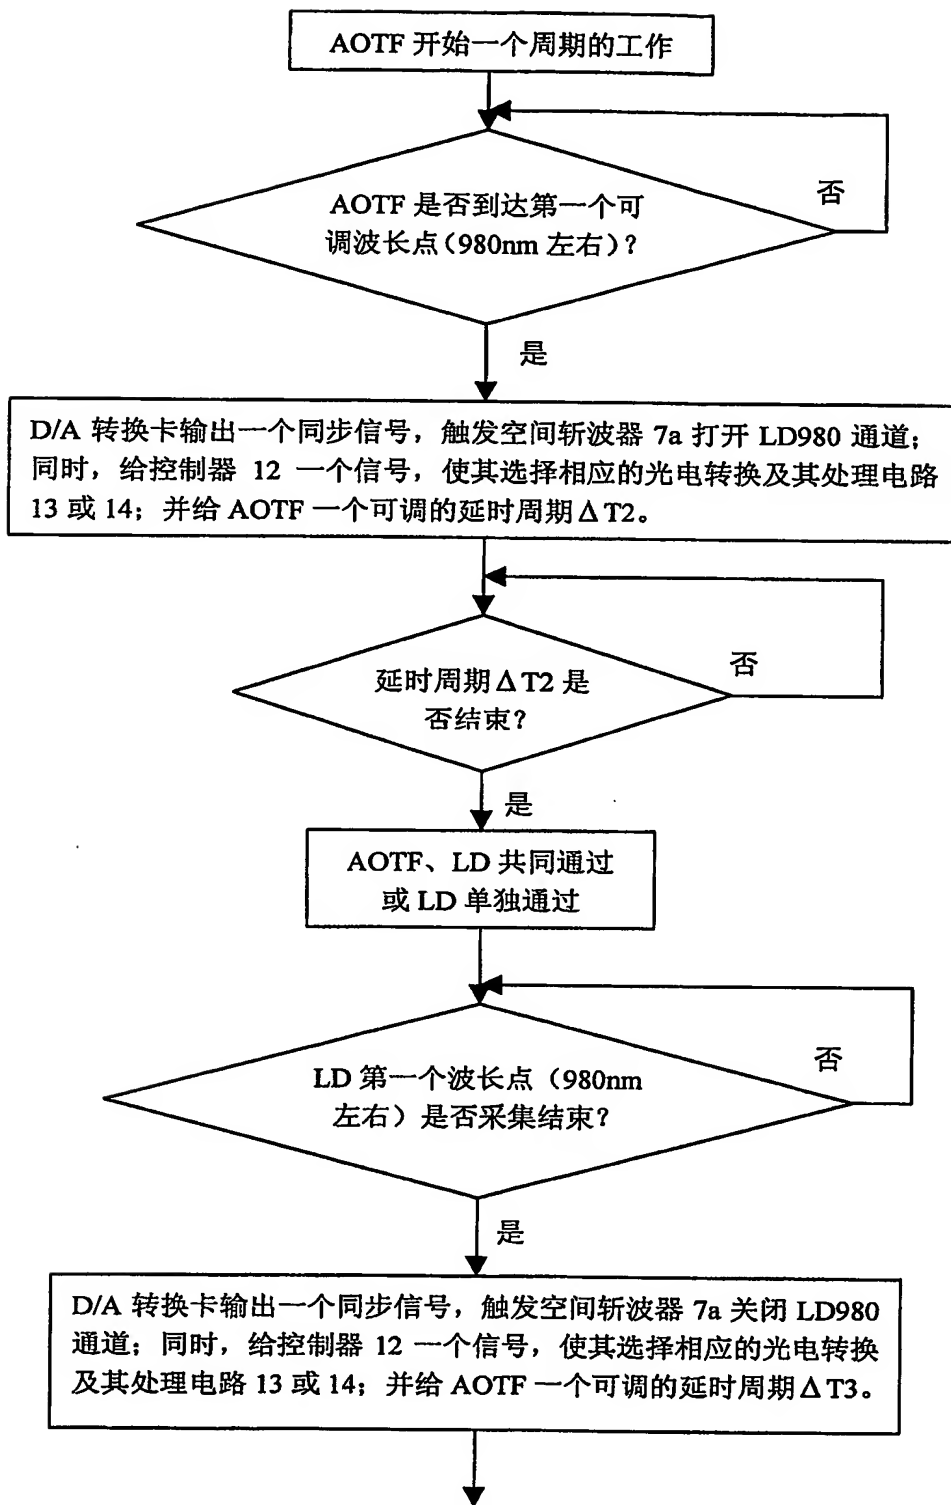 AOTF 开始一个周期的工作
否
AOTF 是否到达第一个可
调波长点（980nm 左右）？
是
D/A 转换卡输出一个同步信号，触发空间斩波器 7a 打开 LD980 通道；
同时，给控制器 12 一个信号，使其选择相应的光电转换及其处理电路
13 或 14；并给 AOTF 一个可调的延时周期ΔT2。
否
延时周期ΔT2 是
否结束？
是
AOTF、LD 共同通过
或 LD 单独通过
否
LD 第一个波长点（980nm
左右）是否采集结束？
是
D/A 转换卡输出一个同步信号，触发空间斩波器 7a 关闭 LD980
通道；同时，给控制器 12 一个信号，使其选择相应的光电转换
及其处理电路 13 或 14；并给 AOTF 一个可调的延时周期ΔT3。